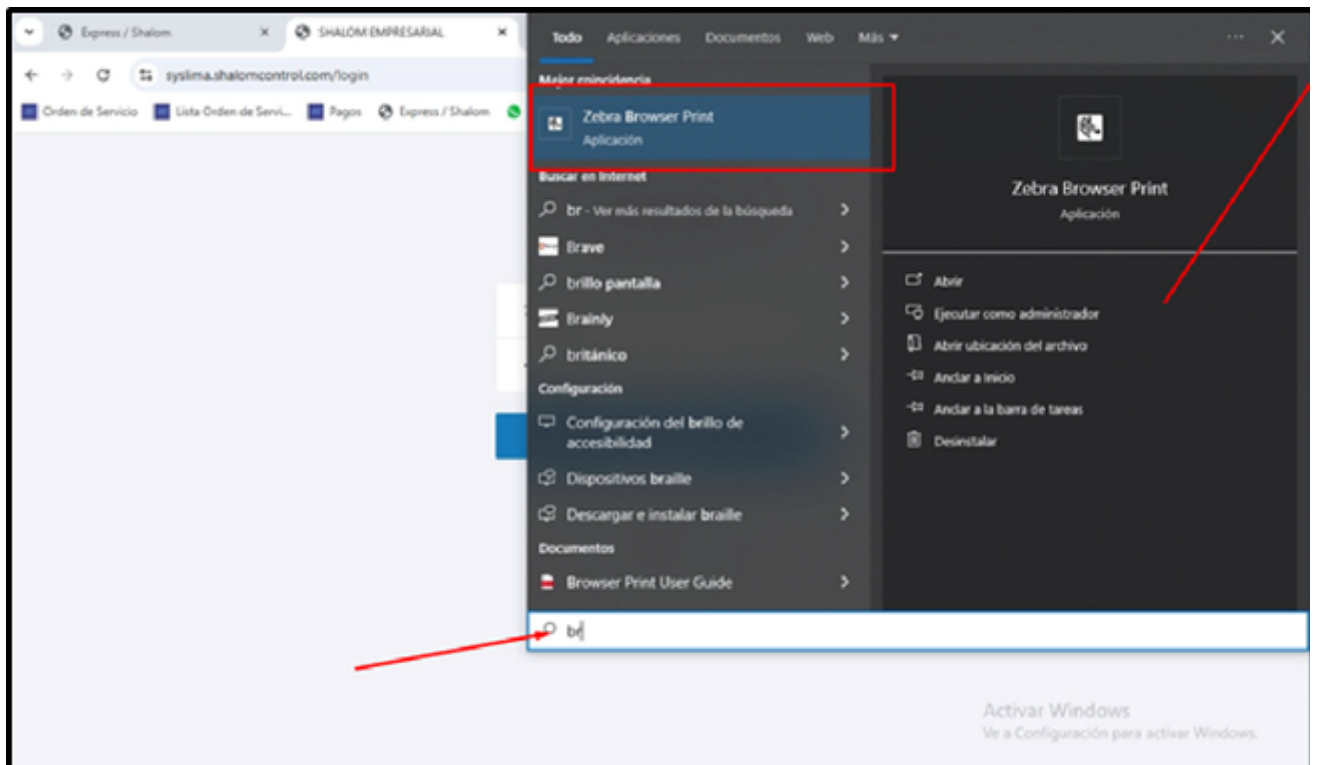 Express / Shalom
SHALOM EMPRESARIAL
syslima.shalomcontrol.com/login
Orden de Servicio
Lista Orden de Servi...
Pagos
Express / Shalom
Todo
Aplicaciones
Documentos
Web
Más
Mejor coincidencia
Zebra Browser Print
Aplicación
Buscar en Internet
br - Ver más resultados de la búsqueda
Brave
brillo pantalla
Brainly
británico
Configuración
Configuración del brillo de
accesibilidad
Dispositivos braille
Descargar e instalar braille
Documentos
Browser Print User Guide
br
Zebra Browser Print
Aplicación
Abrir
Ejecutar como administrador
Abrir ubicación del archivo
Anclar a Inicio
Anclar a la barra de tareas
Desinstalar
Activar Windows
Ve a Configuración para activar Windows.